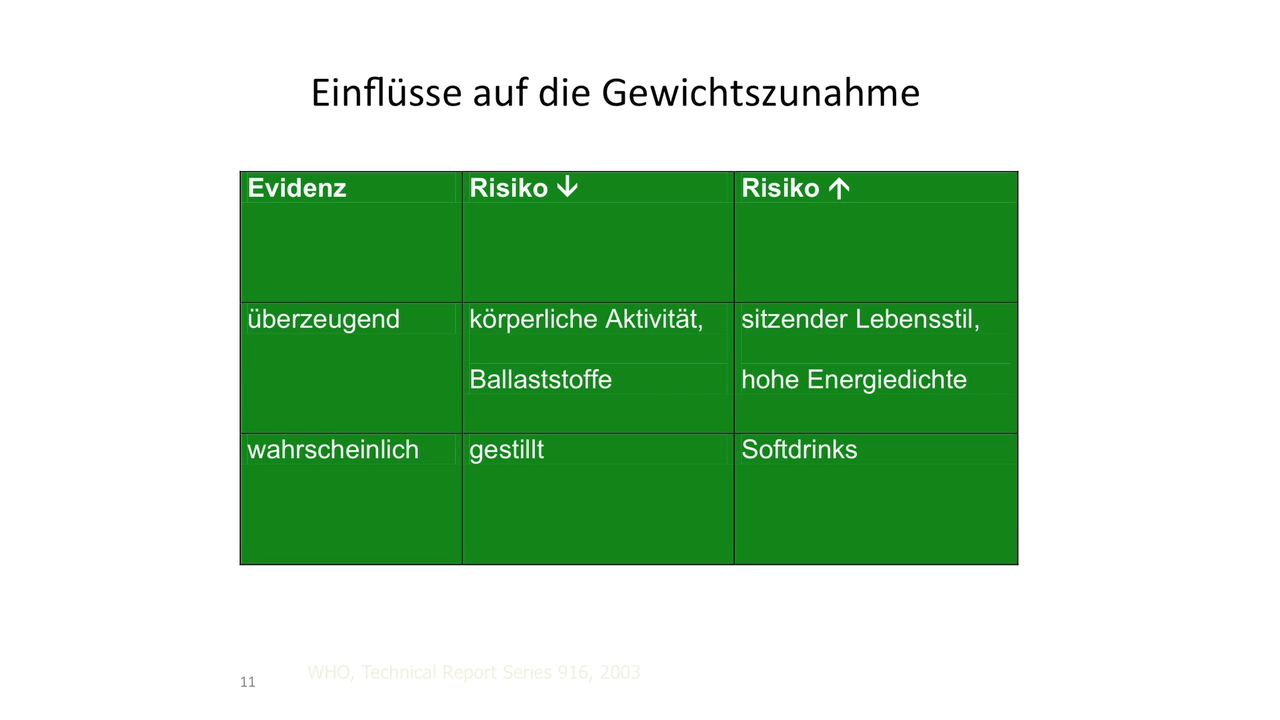 Einflüsse auf die Gewichtszunahme
Evidenz Risiko ↓ Risiko ↑
überzeugend körperliche Aktivität, sitzender Lebensstil,
Ballaststoffe hohe Energiedichte
wahrscheinlich gestillt Softdrinks
WHO, Technical Report Series 916, 2003
11